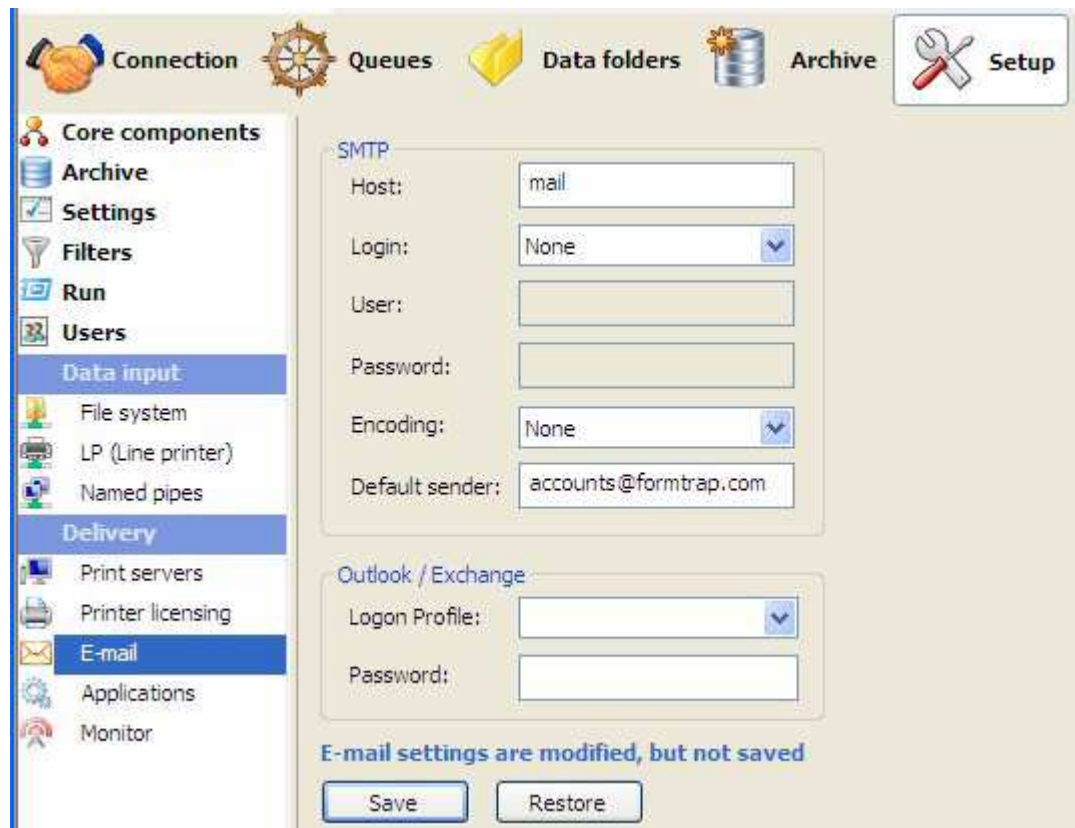 Connection Queues Data folders Archive Setup
Core components
Archive
Settings
Filters
Run
Users
Data input
File system
LP (Line printer)
Named pipes
Delivery
Print servers
Printer licensing
E-mail
Applications
Monitor
SMTP
Host: mail
Login: None
User:
Password:
Encoding: None
Default sender: accounts@formtrap.com
Outlook / Exchange
Logon Profile:
Password:
E-mail settings are modified, but not saved
Save Restore